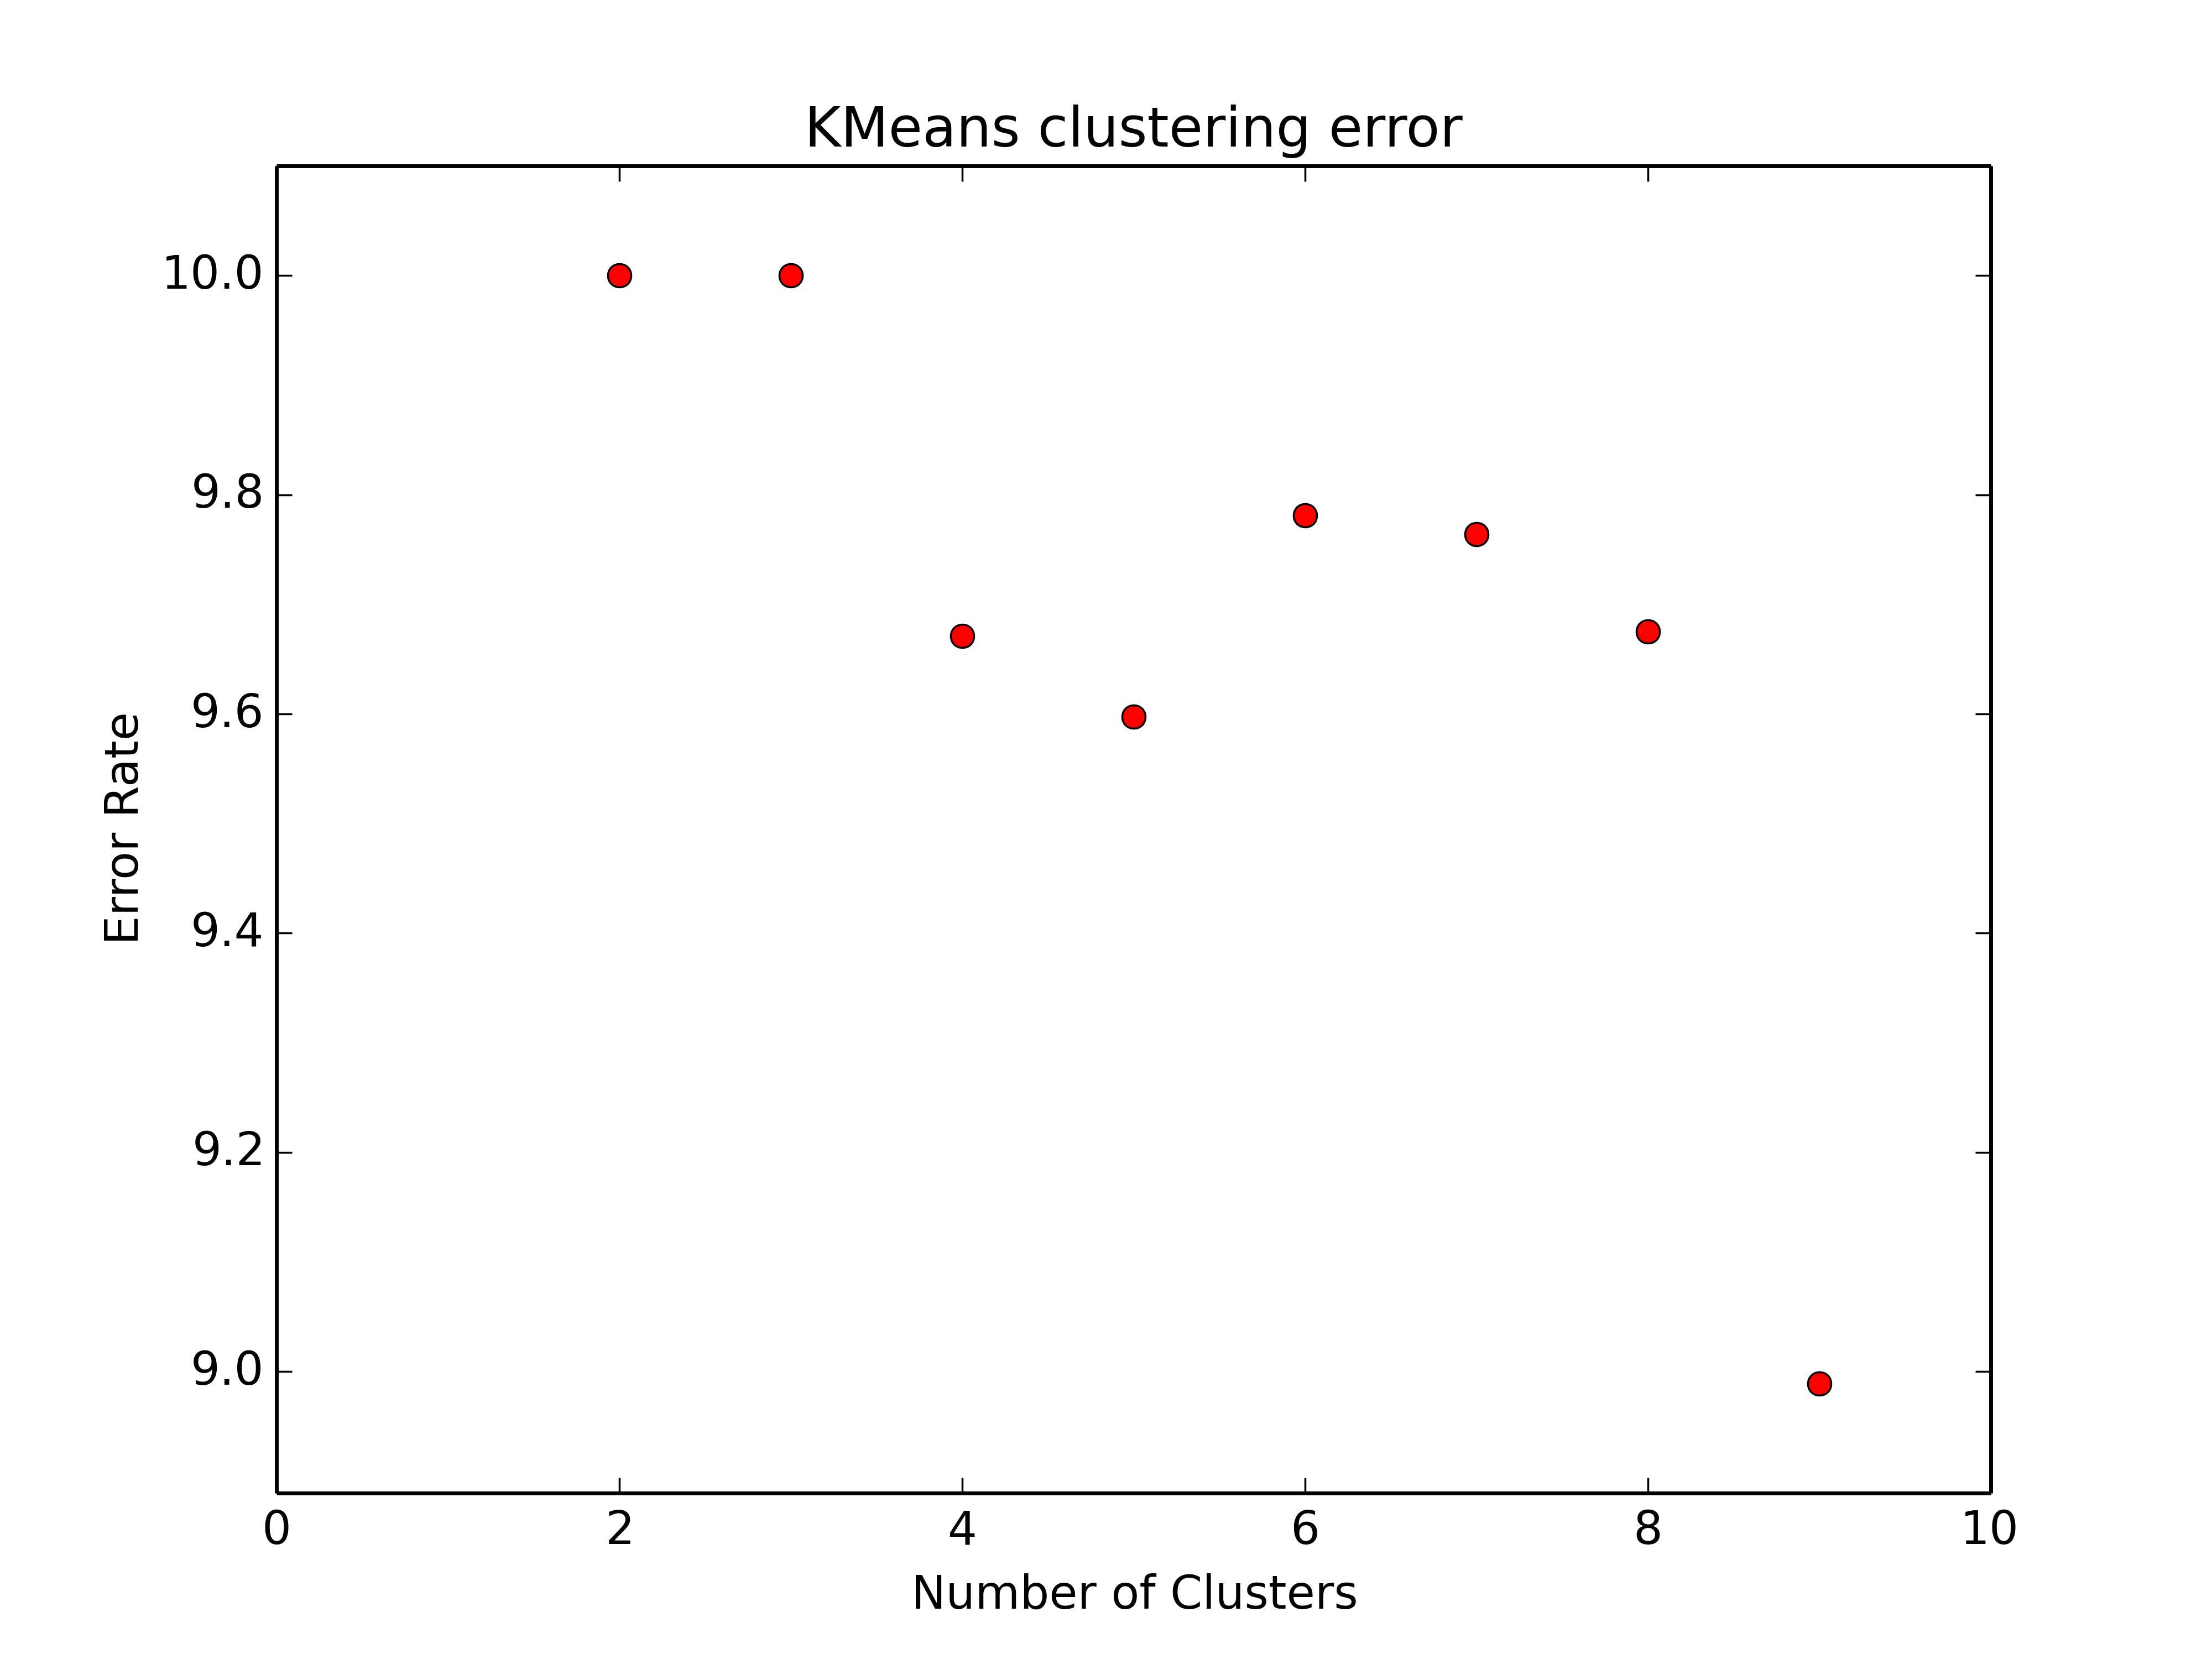 KMeans clustering error
10.0
9.8
9.6
9.4
9.2
9.0
Error Rate
0 2 4 6 8 10
Number of Clusters